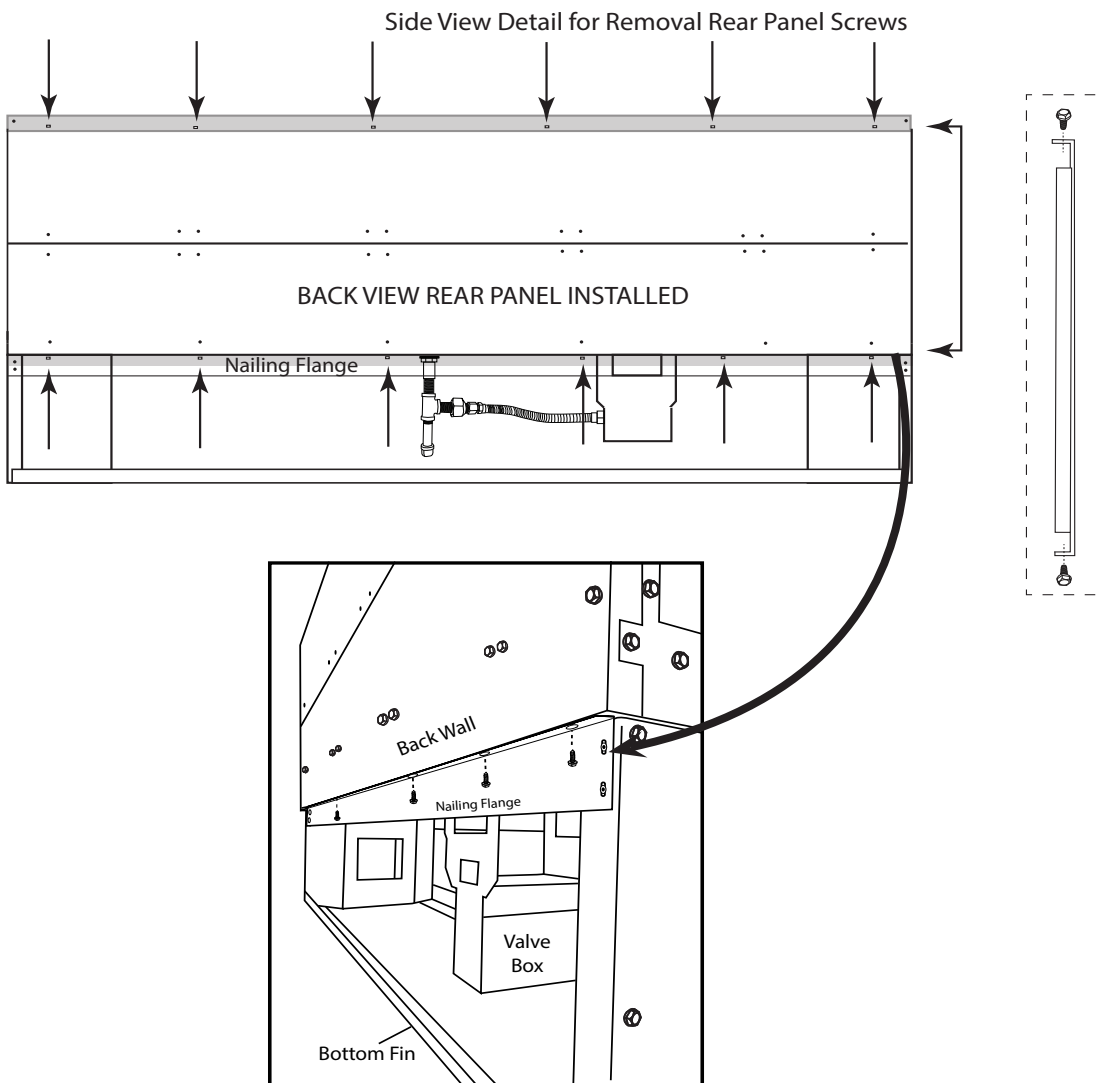 Side View Detail for Removal Rear Panel Screws
BACK VIEW REAR PANEL INSTALLED
Nailing Flange
Back Wall
Nailing Flange
Valve
Box
Bottom Fin